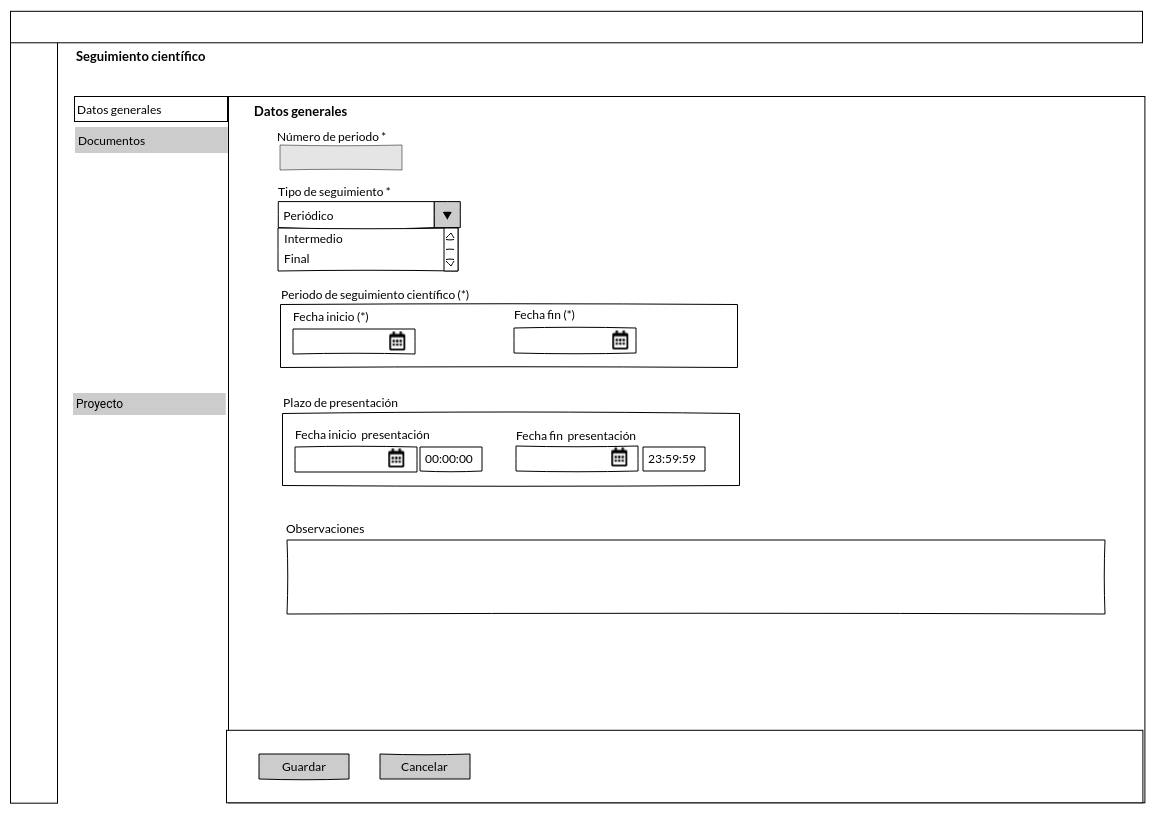 Seguimiento científico
Datos generales
Documentos
Proyecto
Datos generales
Número de periodo *
Tipo de seguimiento *
Periódico
Intermedio
Final
Periodo de seguimiento científico (*)
Fecha inicio (*)
Fecha fin (*)
Plazo de presentación
Fecha inicio presentación
00:00:00
Fecha fin presentación
23:59:59
Observaciones
Guardar
Cancelar